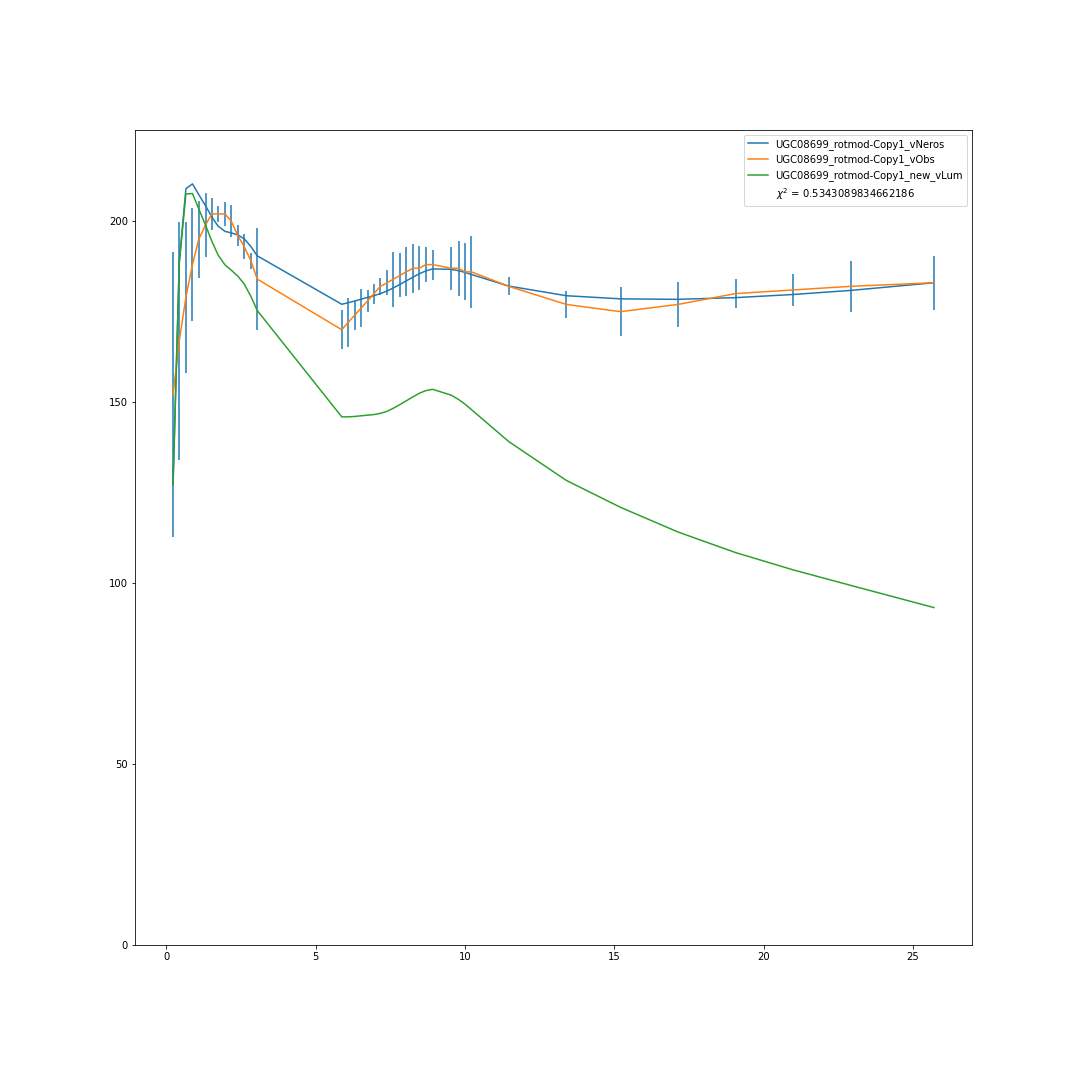 UGC08699_rotmod-Copy1_vNeros
UGC08699_rotmod-Copy1_vObs
UGC08699_rotmod-Copy1_new_vLum
χ² = 0.5343089834662186
200
150
100
50
0
0 5 10 15 20 25